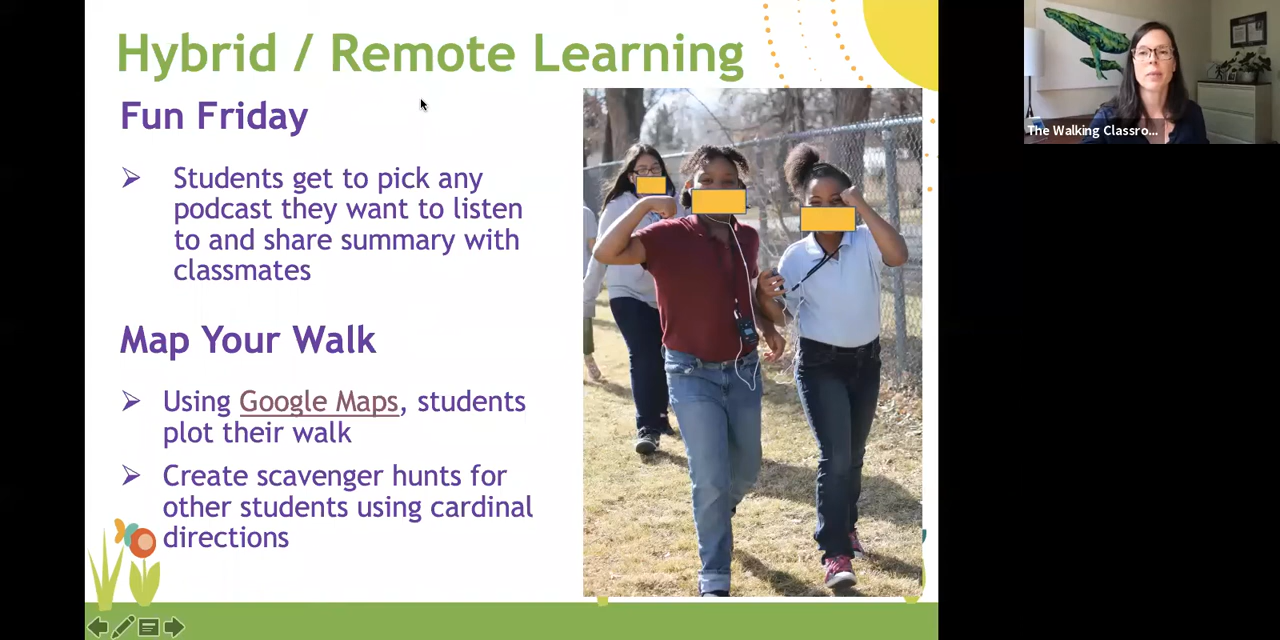 Hybrid / Remote Learning
Fun Friday
Students get to pick any
podcast they want to listen
to and share summary with
classmates
Map Your Walk
Using Google Maps, students
plot their walk
Create scavenger hunts for
other students using cardinal
directions
The Walking Classro...